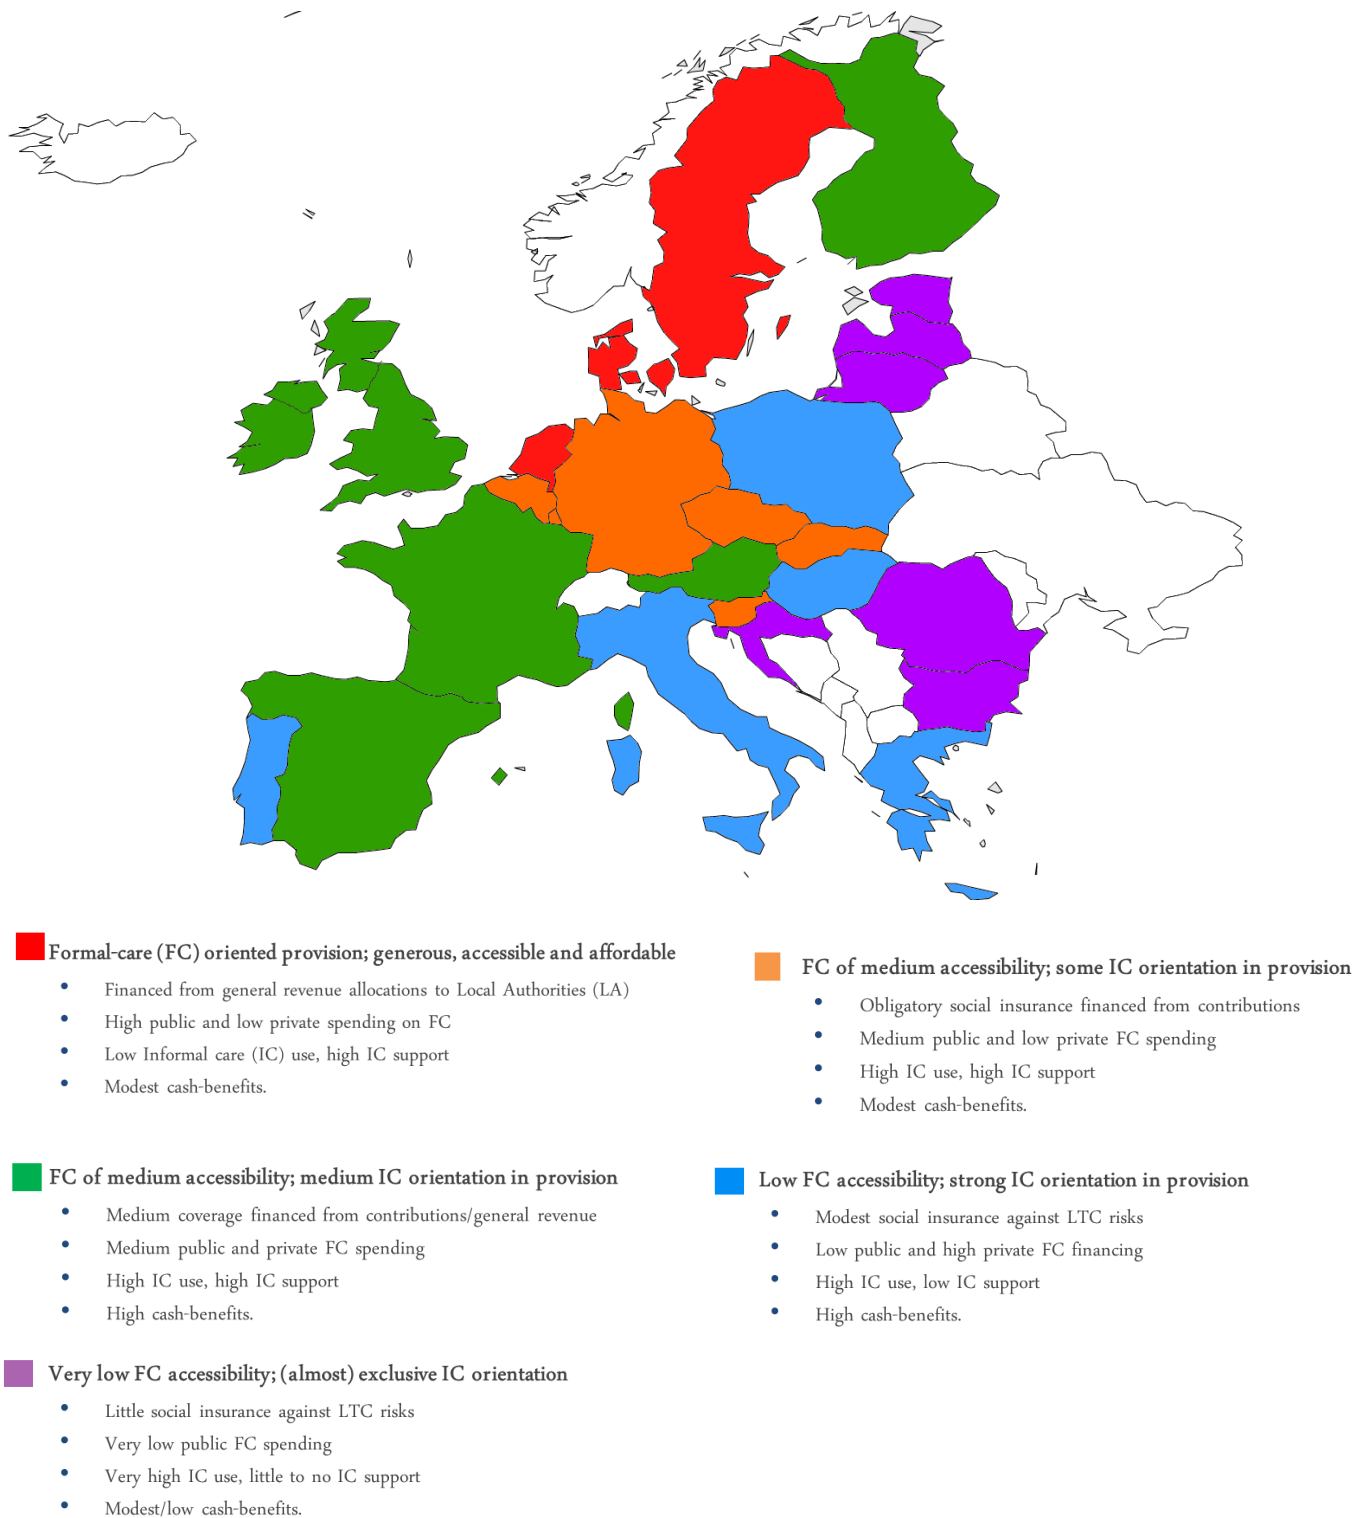 Formal-care (FC) oriented provision; generous, accessible and affordable
Financed from general revenue allocations to Local Authorities (LA)
High public and low private spending on FC
Low Informal care (IC) use, high IC support
Modest cash-benefits.
FC of medium accessibility; some IC orientation in provision
Obligatory social insurance financed from contributions
Medium public and low private FC spending
High IC use, high IC support
Modest cash-benefits.
FC of medium accessibility; medium IC orientation in provision
Medium coverage financed from contributions/general revenue
Medium public and private FC spending
High IC use, high IC support
High cash-benefits.
Low FC accessibility; strong IC orientation in provision
Modest social insurance against LTC risks
Low public and high private FC financing
High IC use, low IC support
High cash-benefits.
Very low FC accessibility; (almost) exclusive IC orientation
Little social insurance against LTC risks
Very low public FC spending
Very high IC use, little to no IC support
Modest/low cash-benefits.